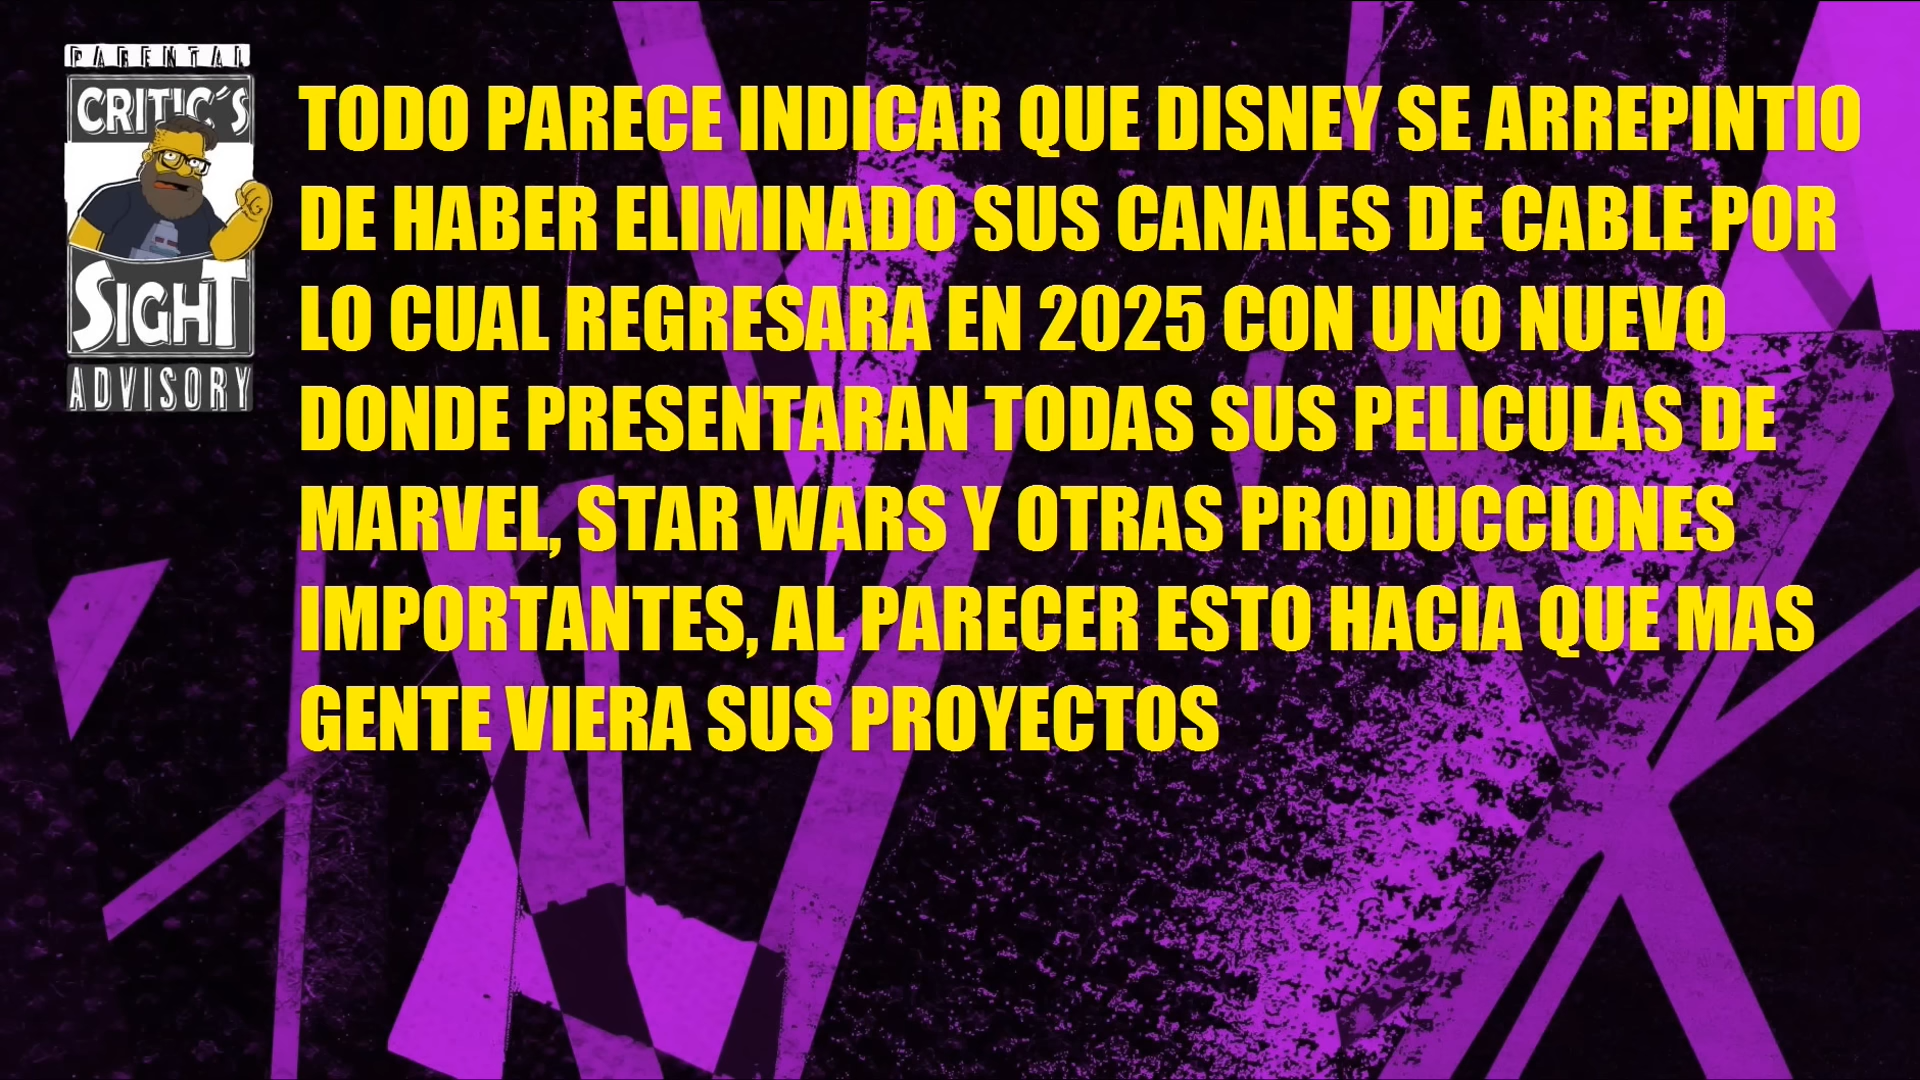 PARENTAL
CRITIC´S
SIGHT
ADVISORY
TODO PARECE INDICAR QUE DISNEY SE ARREPINTIO
DE HABER ELIMINADO SUS CANALES DE CABLE POR
LO CUAL REGRESARA EN 2025 CON UNO NUEVO
DONDE PRESENTARAN TODAS SUS PELICULAS DE
MARVEL, STAR WARS Y OTRAS PRODUCCIONES
IMPORTANTES, AL PARECER ESTO HACIA QUE MAS
GENTE VIERA SUS PROYECTOS